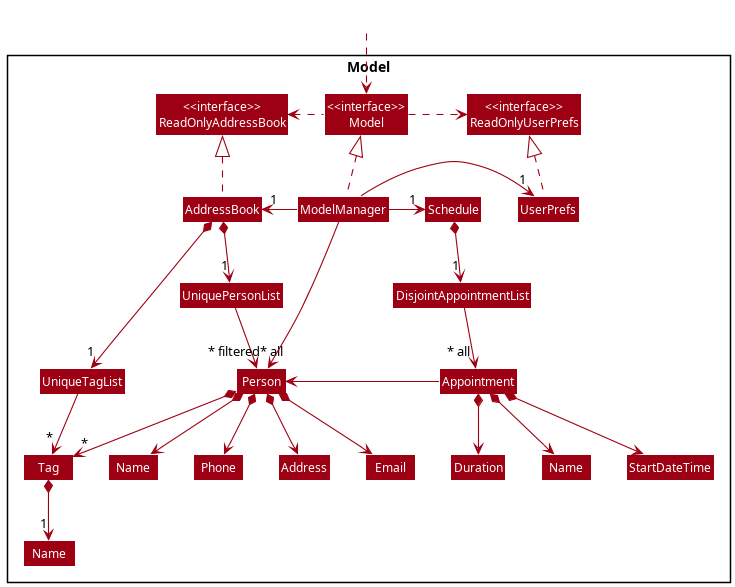 Model
<<interface>>
ReadOnlyAddressBook
<<interface>>
Model
<<interface>>
ReadOnlyUserPrefs
1
AddressBook
1
ModelManager
1
Schedule
UserPrefs
1
UniquePersonList
1
DisjointAppointmentList
1
* filtered
* all
* all
UniqueTagList
Person
Appointment
*
*
Tag
Name
Phone
Address
Email
Duration
Name
StartDateTime
1
Name